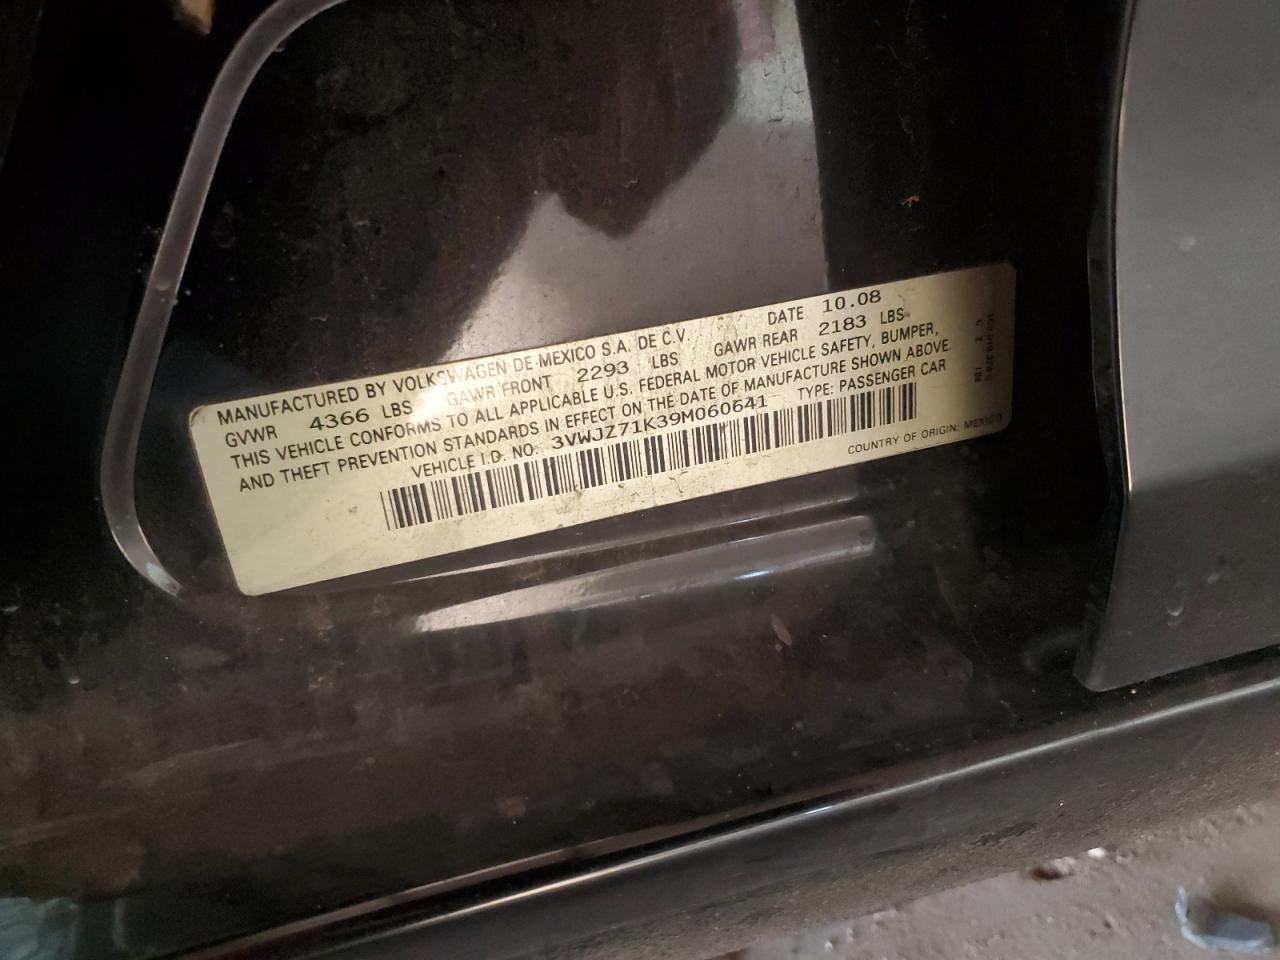 MANUFACTURED BY VOLKSWAGEN DE MEXICO S.A. DE C.V. DATE 10.08
GVWR 4366 LBS GAWR FRONT 2293 LBS GAWR REAR 2183 LBS
THIS VEHICLE CONFORMS TO ALL APPLICABLE U.S. FEDERAL MOTOR VEHICLE SAFETY, BUMPER,
AND THEFT PREVENTION STANDARDS IN EFFECT ON THE DATE OF MANUFACTURE SHOWN ABOVE.
VEHICLE I.D. NO. 3VWJZ71K39M060641 TYPE: PASSENGER CAR
COUNTRY OF ORIGIN: MEXICO